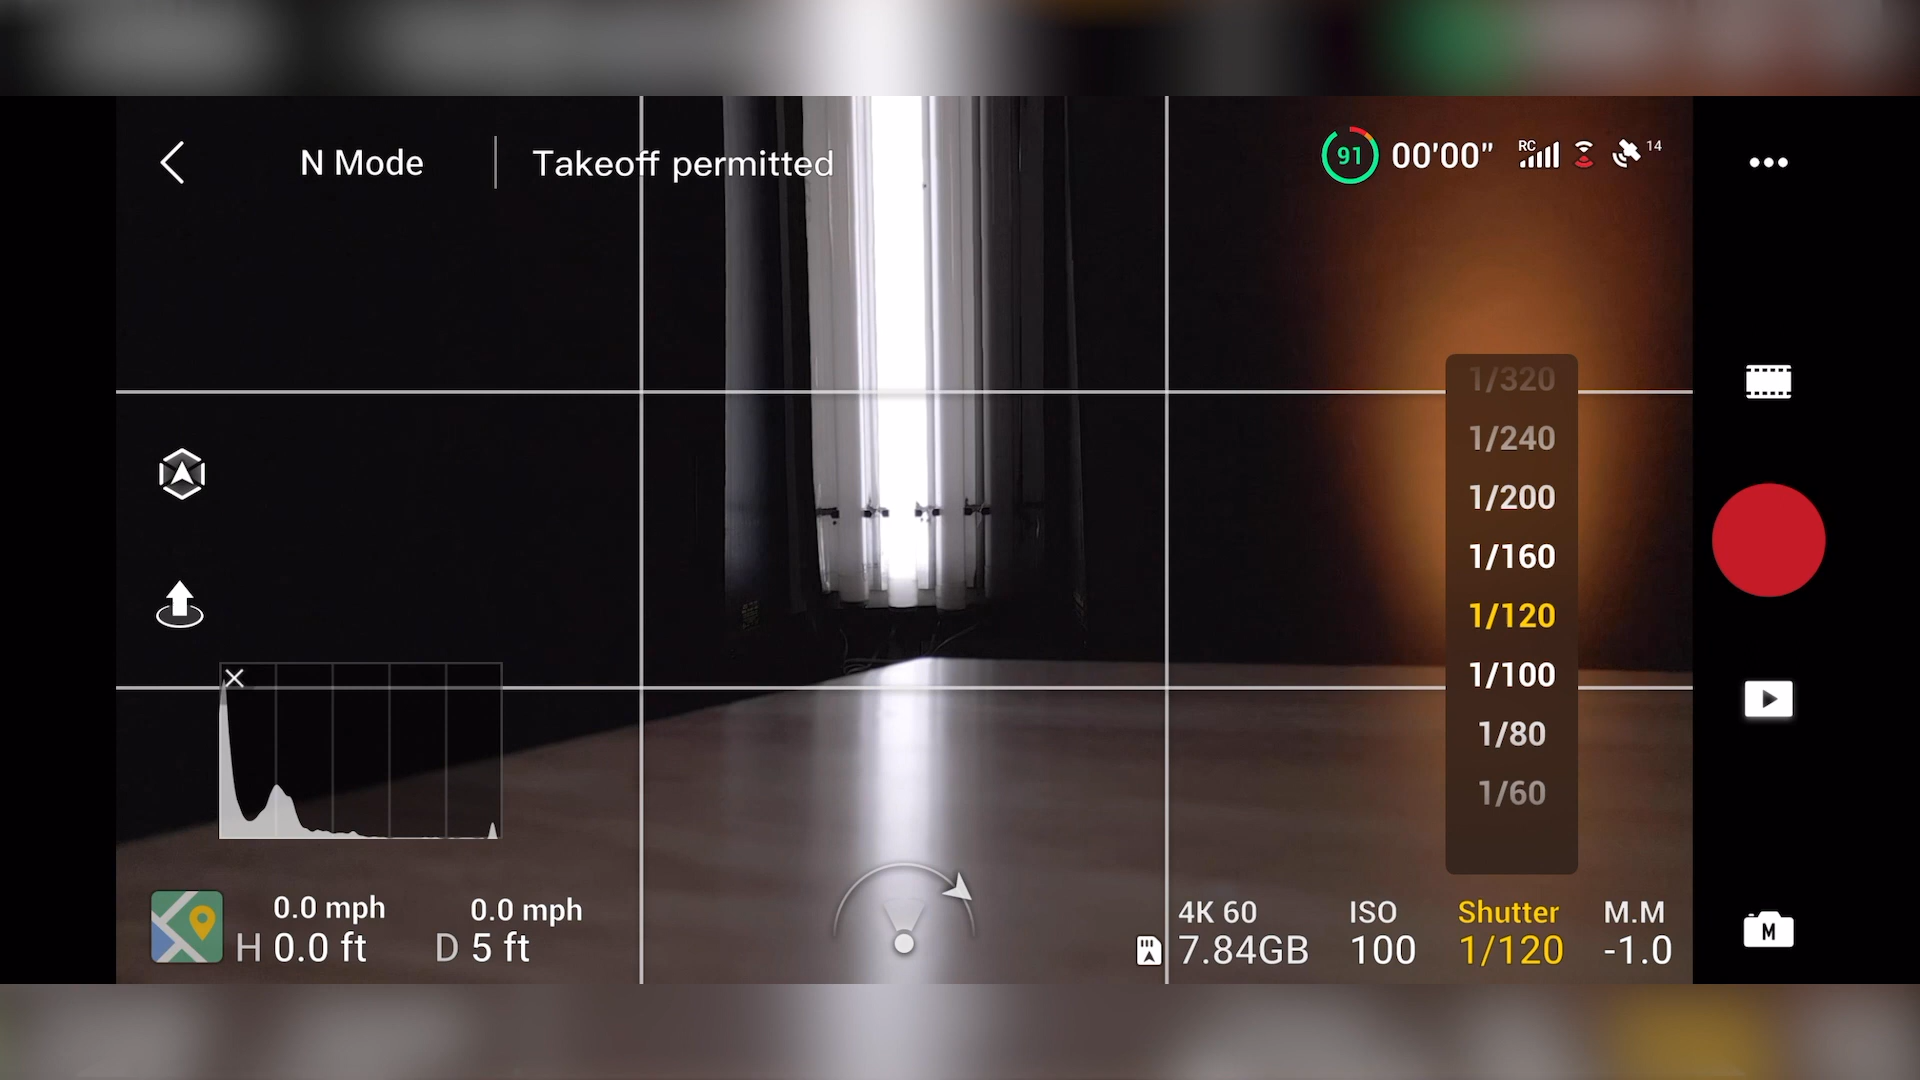 N Mode
Takeoff permitted
91
00'00"
RC
14
1/320
1/240
1/200
1/160
1/120
1/100
1/80
1/60
0.0 mph
0.0 mph
H 0.0 ft
D 5 ft
4K 60
ISO
Shutter
M.M
7.84GB
100
1/120
-1.0
M